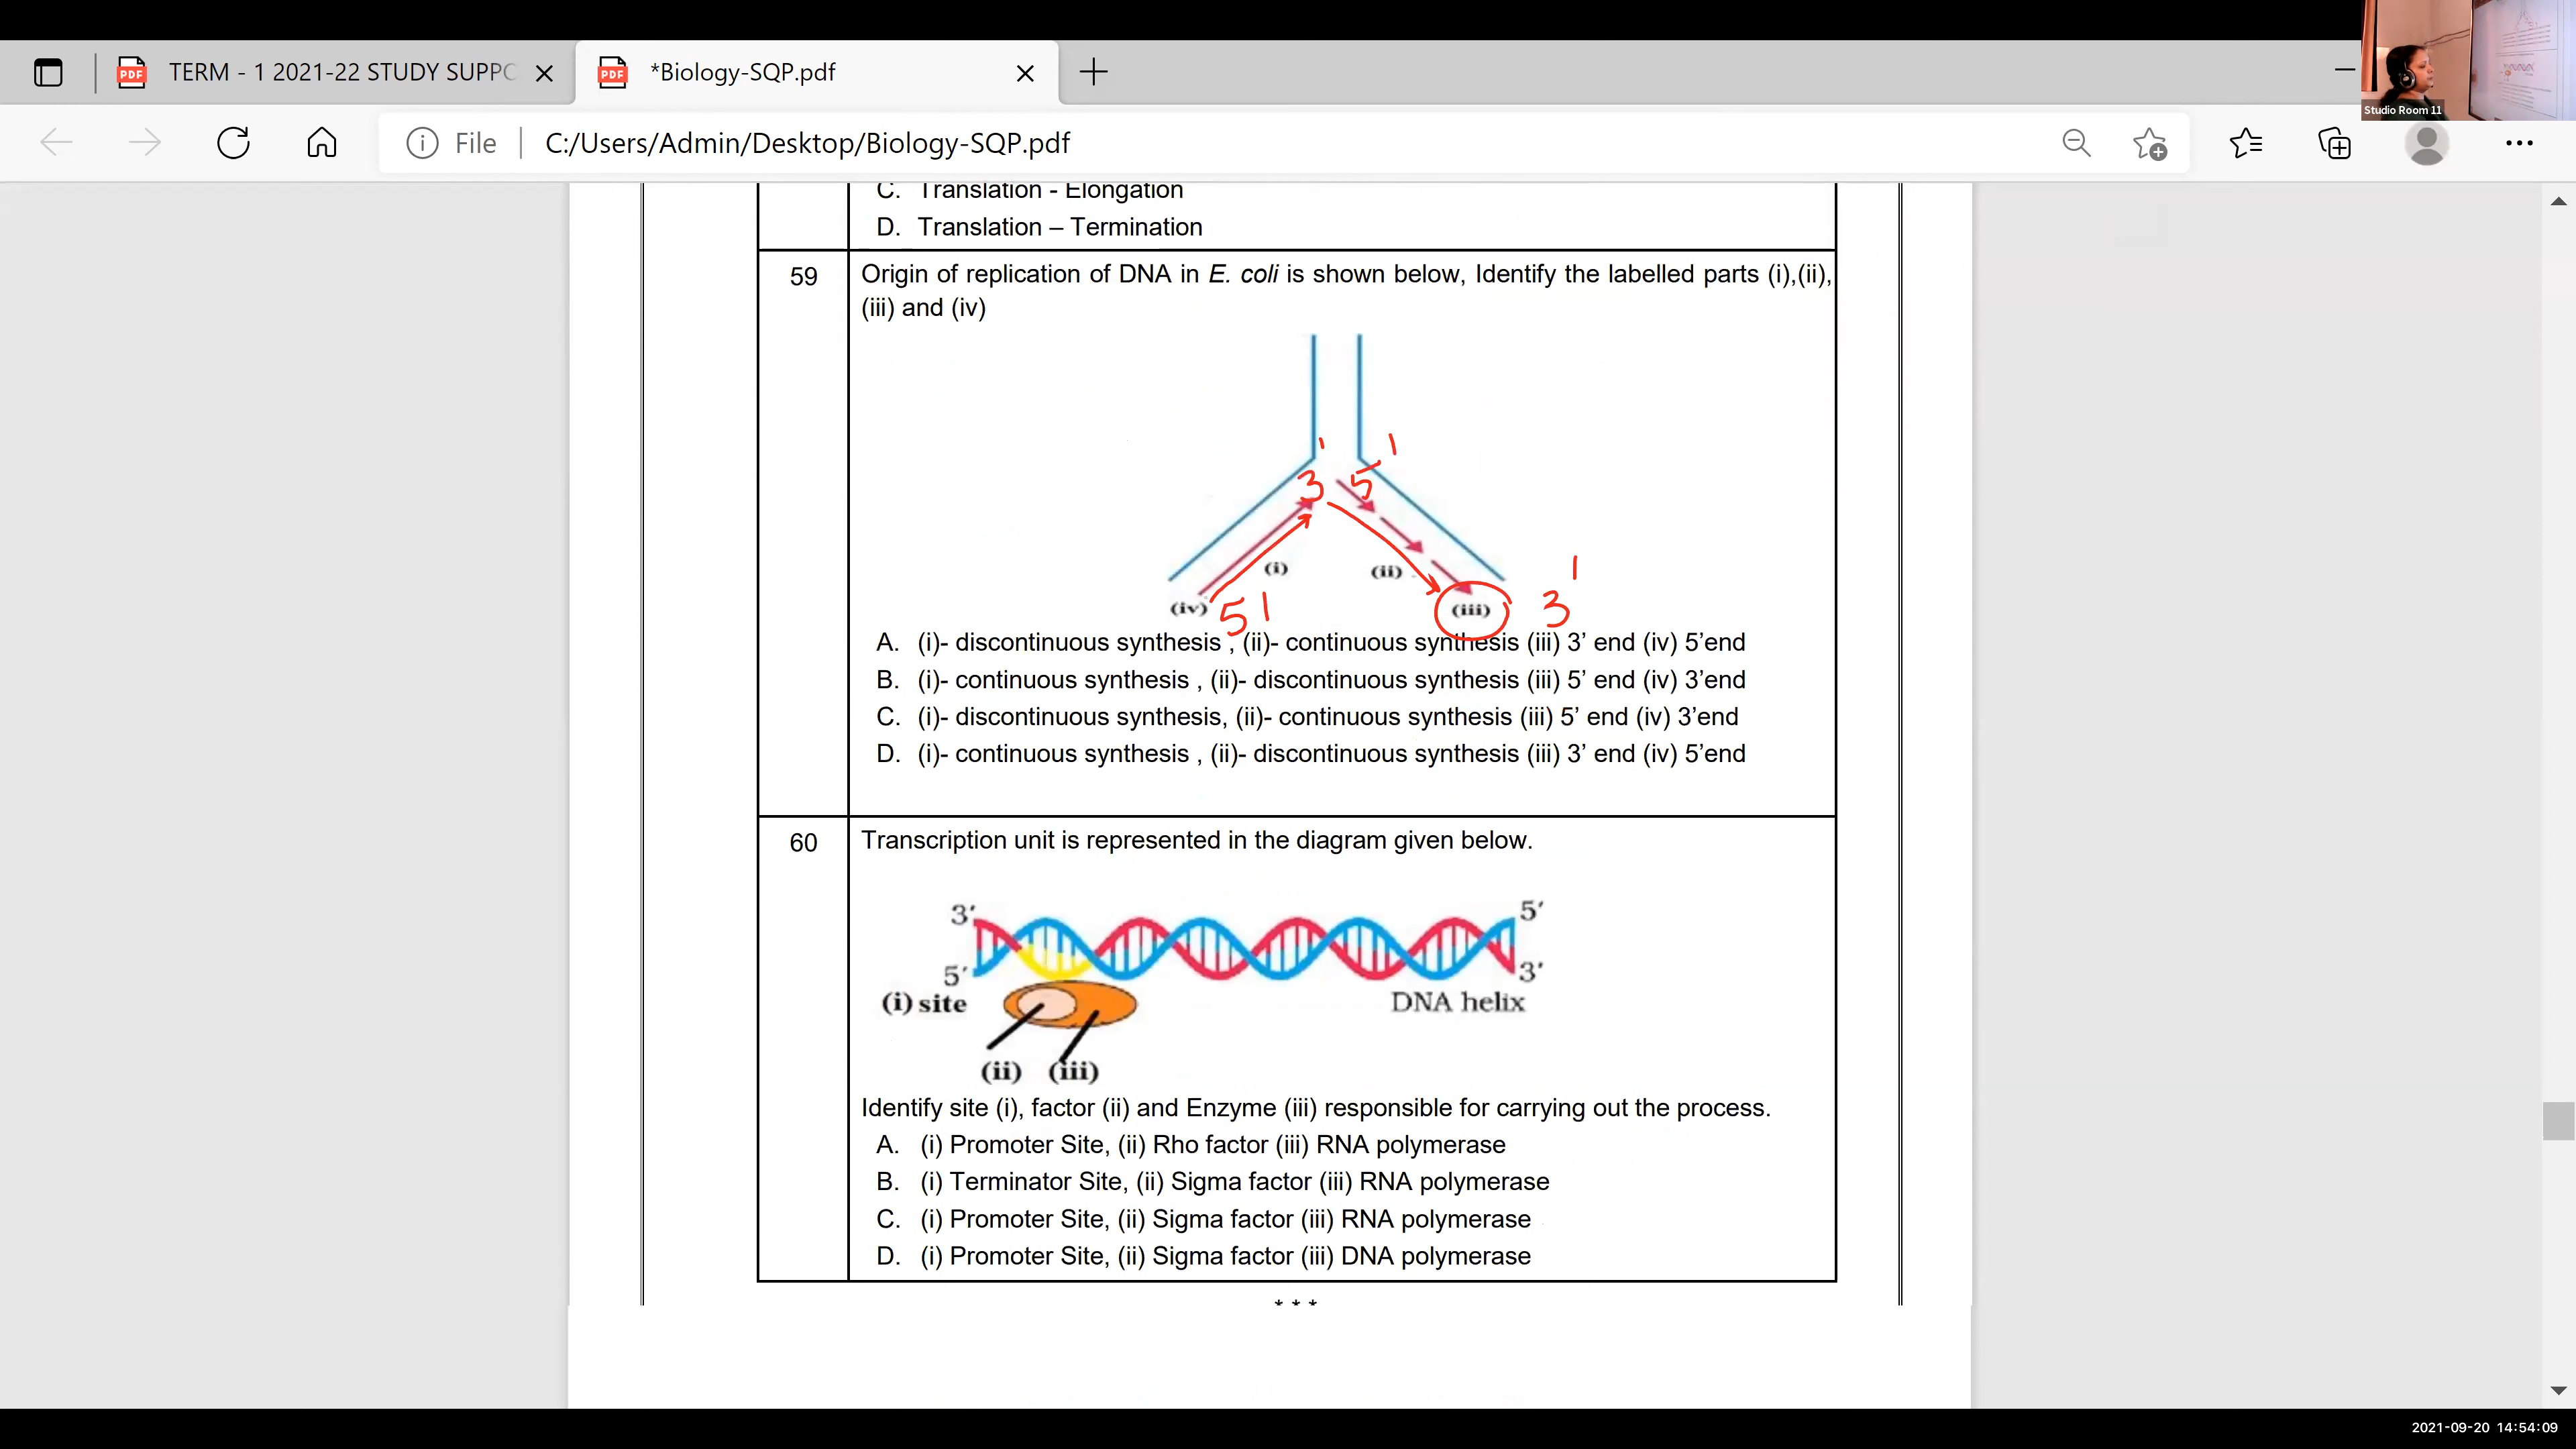 TERM - 1 2021-22 STUDY SUPPO
*Biology-SQP.pdf
Studio Room 11
File
C:/Users/Admin/Desktop/Biology-SQP.pdf
C. Translation - Elongation
D. Translation – Termination
59 Origin of replication of DNA in E. coli is shown below, Identify the labelled parts (i),(ii),
(iii) and (iv)
3' 5'
(i) (ii)
(iv) 5' (iii) 3'
A. (i)- discontinuous synthesis , (ii)- continuous synthesis (iii) 3’ end (iv) 5’end
B. (i)- continuous synthesis , (ii)- discontinuous synthesis (iii) 5’ end (iv) 3’end
C. (i)- discontinuous synthesis, (ii)- continuous synthesis (iii) 5’ end (iv) 3’end
D. (i)- continuous synthesis , (ii)- discontinuous synthesis (iii) 3’ end (iv) 5’end
60 Transcription unit is represented in the diagram given below.
3′ 5′
5′ 3′
(i) site DNA helix
(ii) (iii)
Identify site (i), factor (ii) and Enzyme (iii) responsible for carrying out the process.
A. (i) Promoter Site, (ii) Rho factor (iii) RNA polymerase
B. (i) Terminator Site, (ii) Sigma factor (iii) RNA polymerase
C. (i) Promoter Site, (ii) Sigma factor (iii) RNA polymerase
D. (i) Promoter Site, (ii) Sigma factor (iii) DNA polymerase
* * *
2021-09-20 14:54:09